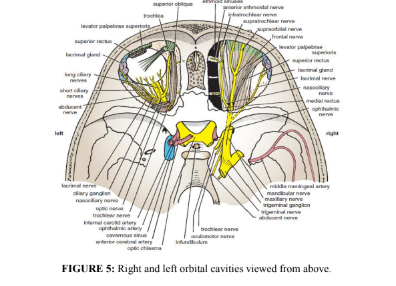 ethmoid sinuses
superior oblique
anterior ethmoidal nerve
trochlea
infratrochlear nerve
supratrochlear nerve
levator palpebrae superioris
supraorbital nerve
frontal nerve
superior rectus
levator palpebrae
superioris
lacrimal gland
superior rectus
lacrimal gland
long ciliary
nerves
lacrimal nerve
nasociliary
nerve
short ciliary
nerves
medial rectus
abducent
nerve
ophthalmic
nerve
left
right
lacrimal nerve
ciliary ganglion
nasociliary nerve
optic nerve
trochlear nerve
internal carotid artery
ophthalmic artery
cavernous sinus
anterior cerebral artery
optic chiasma
infundibulum
oculomotor nerve
trochlear nerve
middle meningeal artery
mandibular nerve
maxillary nerve
trigeminal ganglion
trigeminal nerve
abducent nerve
FIGURE 5: Right and left orbital cavities viewed from above.